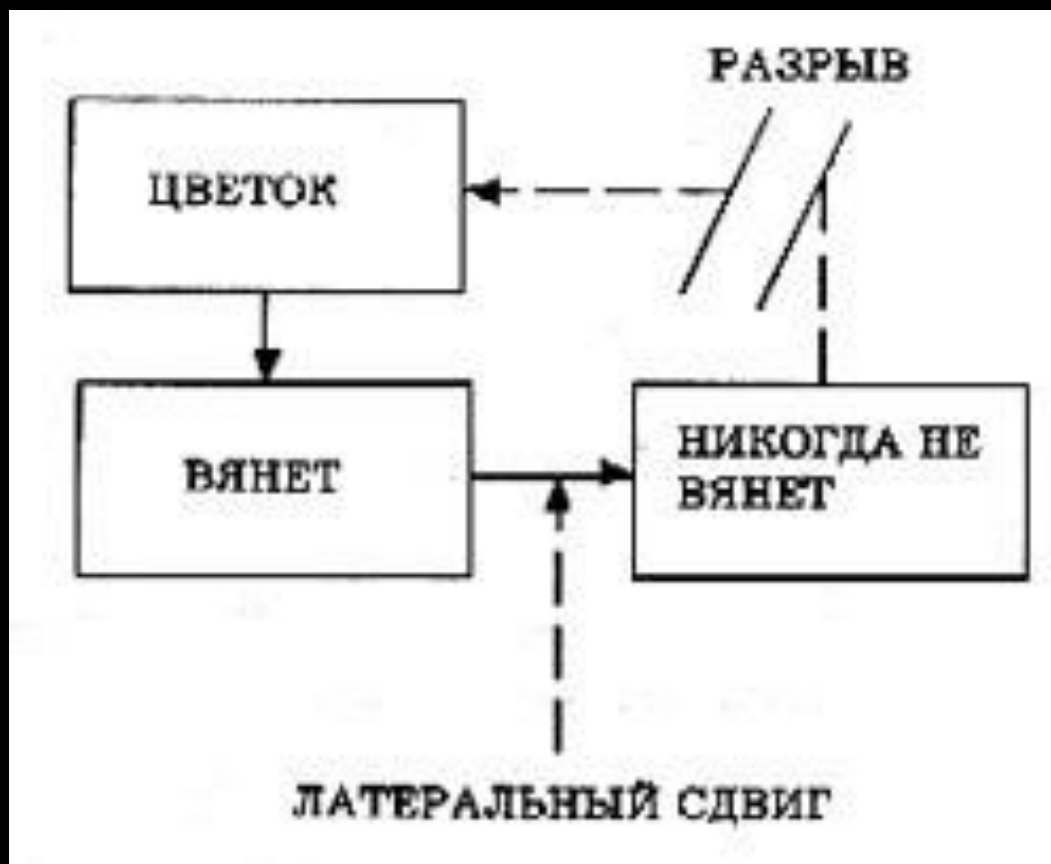 РАЗРЫВ
ЦВЕТОК
ВЯНЕТ
НИКОГДА НЕ
ВЯНЕТ
ЛАТЕРАЛЬНЫЙ СДВИГ